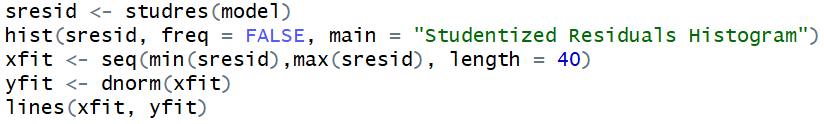 sresid <- studres(model)
hist(sresid, freq = FALSE, main = "Studentized Residuals Histogram")
xfit <- seq(min(sresid),max(sresid), length = 40)
yfit <- dnorm(xfit)
lines(xfit, yfit)